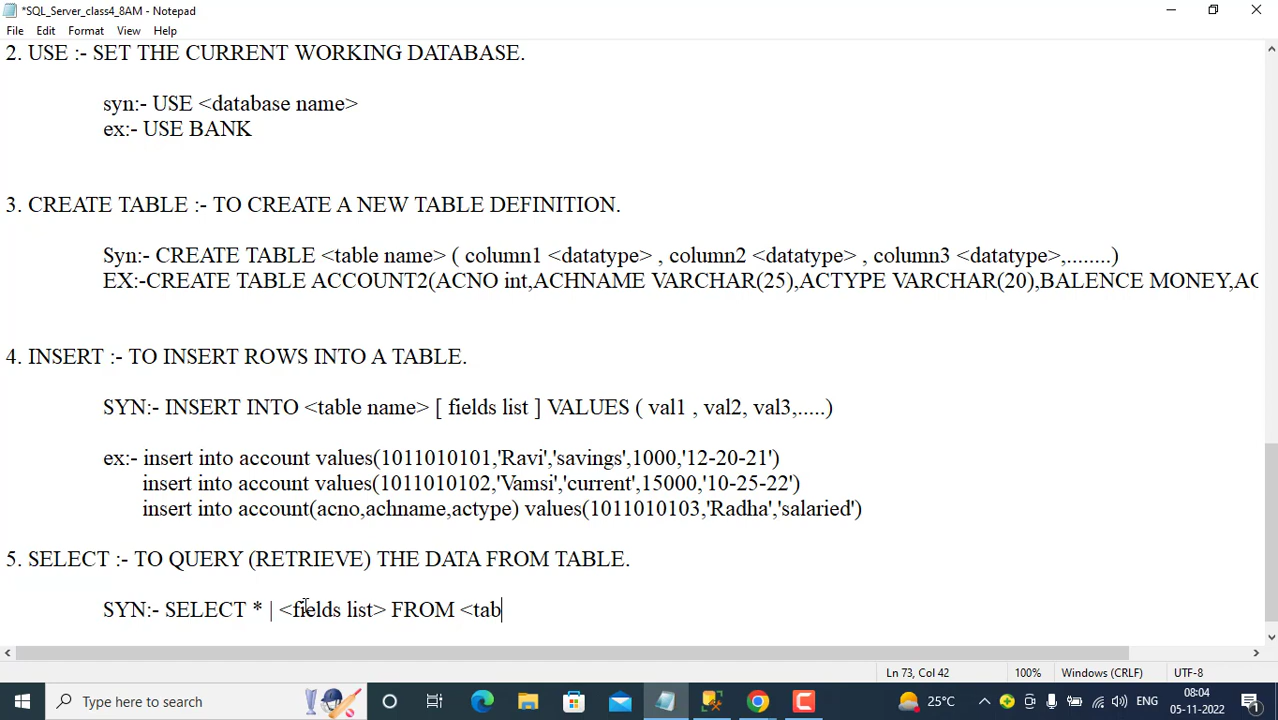 *SQL_Server_class4_8AM - Notepad
File Edit Format View Help
2. USE :- SET THE CURRENT WORKING DATABASE.
syn:- USE <database name>
ex:- USE BANK
3. CREATE TABLE :- TO CREATE A NEW TABLE DEFINITION.
Syn:- CREATE TABLE <table name> ( column1 <datatype> , column2 <datatype> , column3 <datatype>,........)
EX:-CREATE TABLE ACCOUNT2(ACNO int,ACHNAME VARCHAR(25),ACTYPE VARCHAR(20),BALENCE MONEY,AC
4. INSERT :- TO INSERT ROWS INTO A TABLE.
SYN:- INSERT INTO <table name> [ fields list ] VALUES ( val1 , val2, val3,.....)
ex:- insert into account values(1011010101,'Ravi','savings',1000,'12-20-21')
insert into account values(1011010102,'Vamsi','current',15000,'10-25-22')
insert into account(acno,achname,actype) values(1011010103,'Radha','salaried')
5. SELECT :- TO QUERY (RETRIEVE) THE DATA FROM TABLE.
SYN:- SELECT * | <fields list> FROM <tab
Ln 73, Col 42 100% Windows (CRLF) UTF-8
Type here to search 25°C ENG 08:04
05-11-2022 1